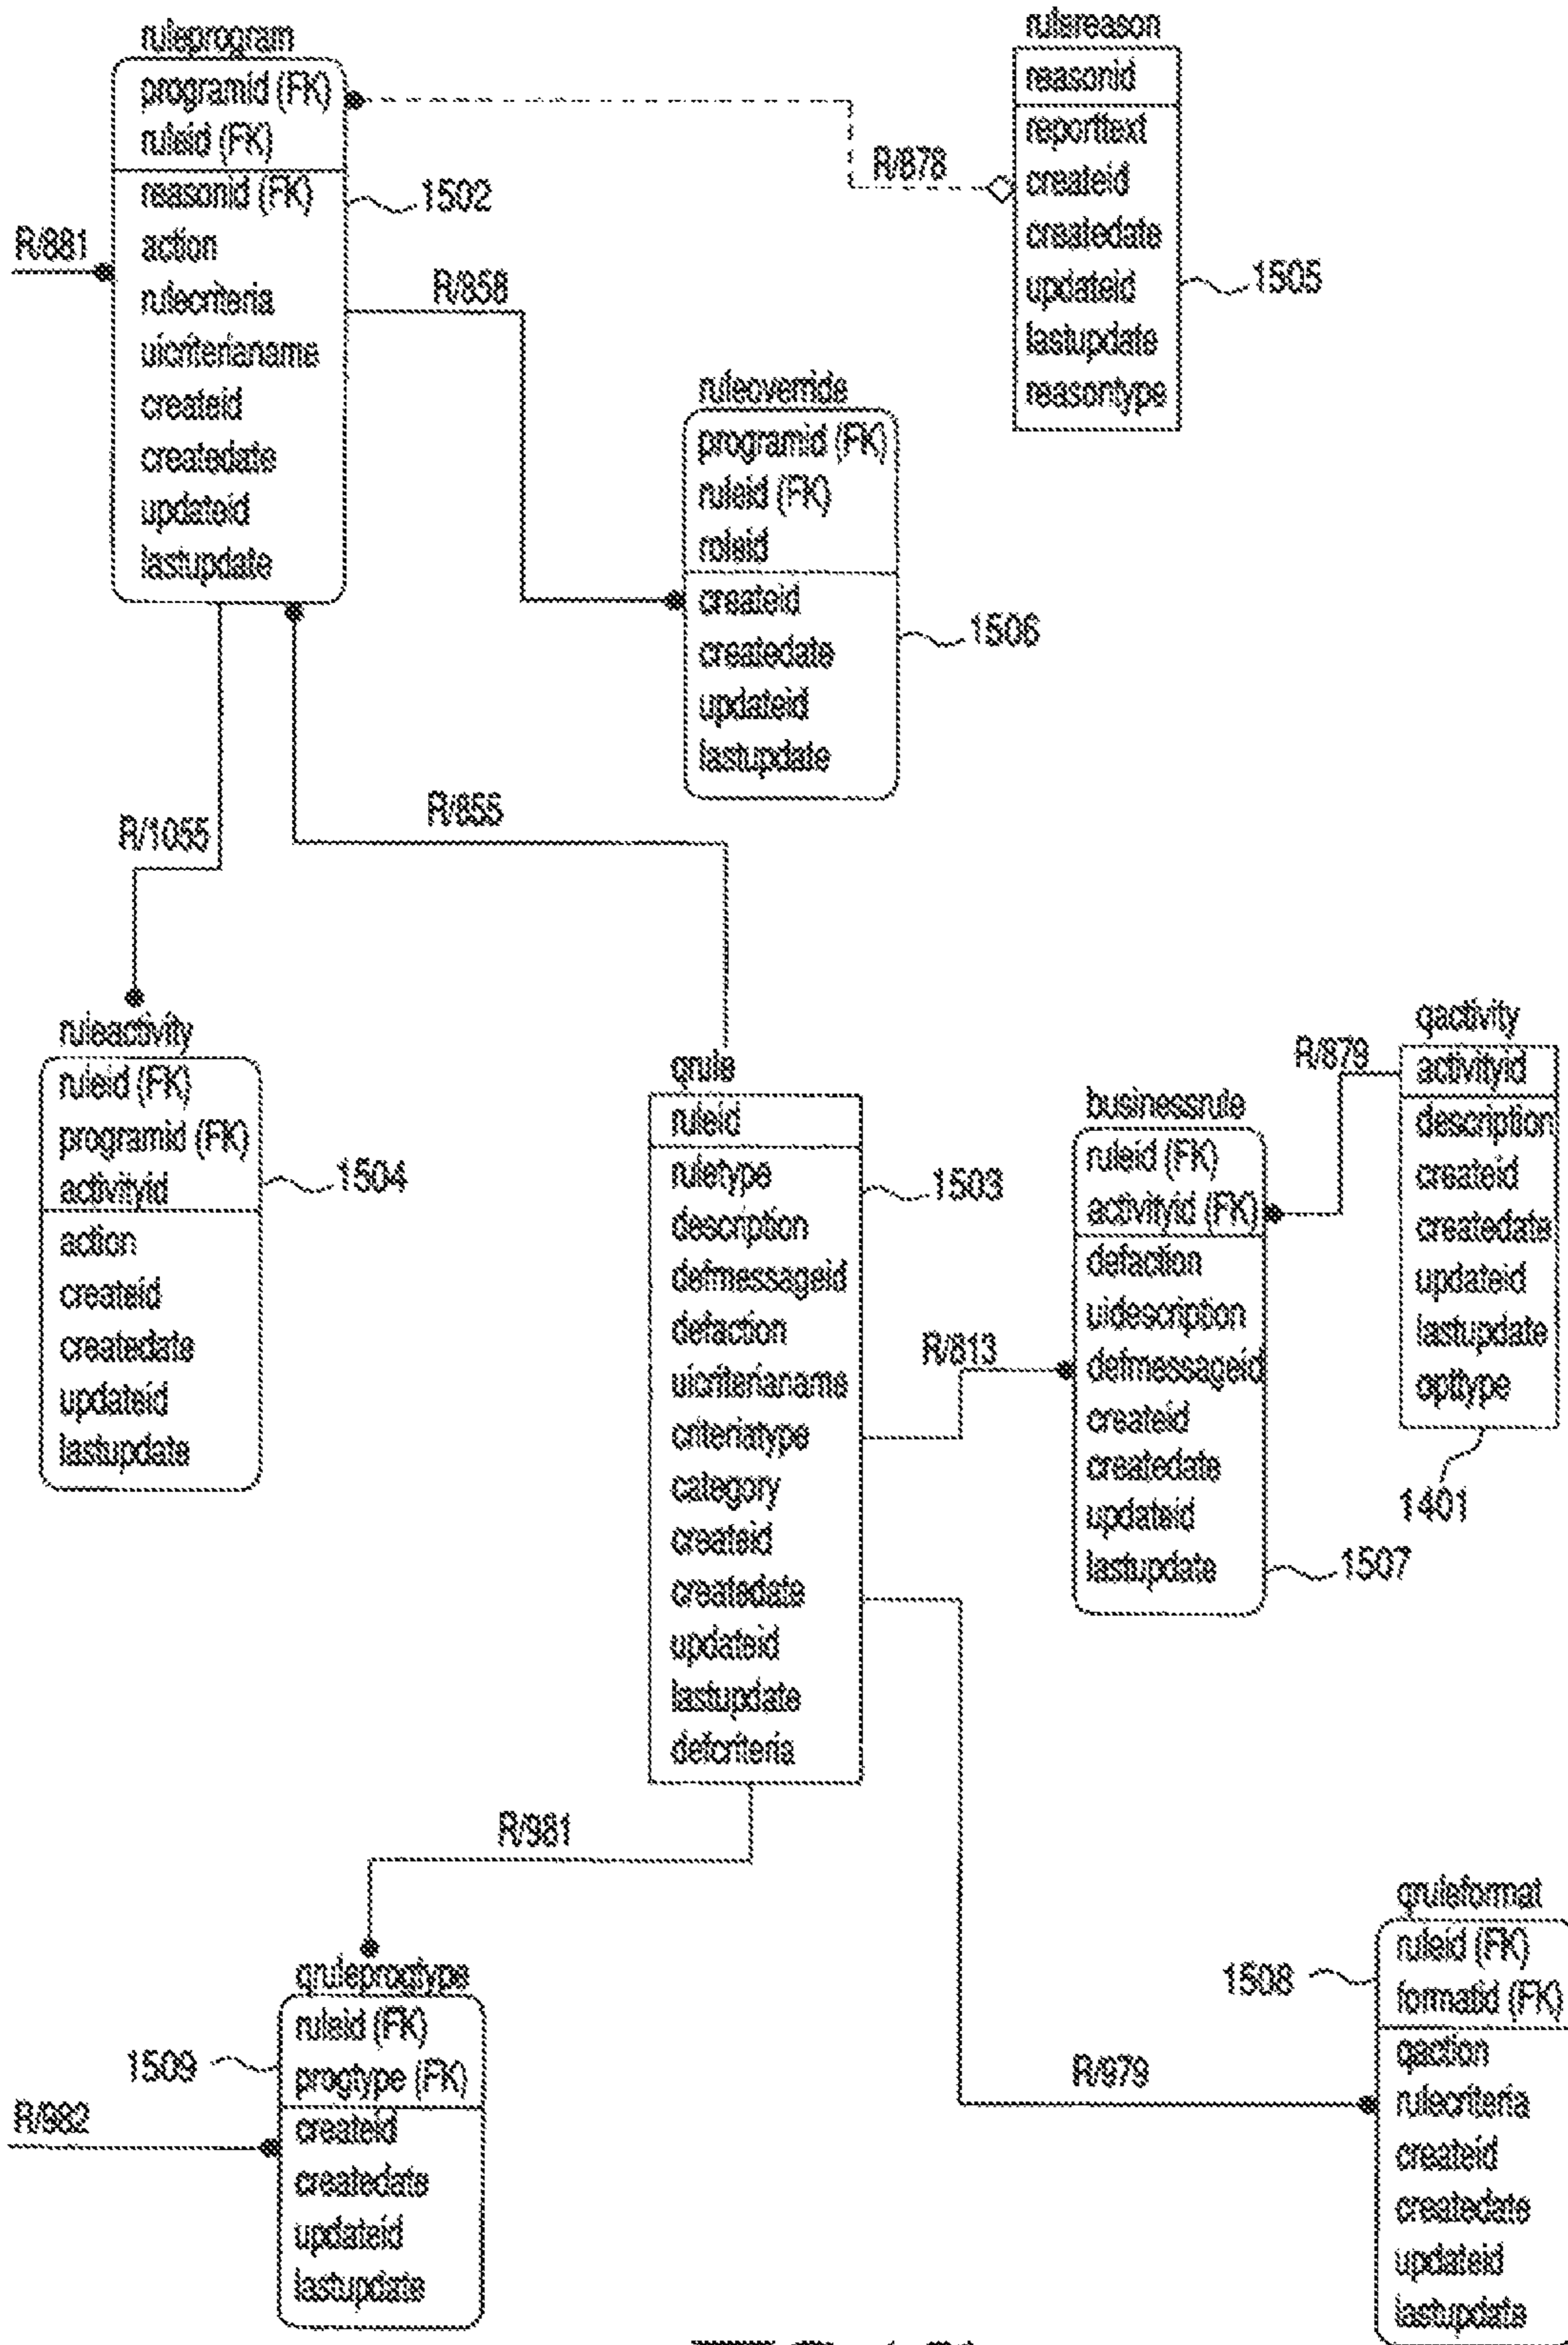 ruleprogram
programid (FK)
ruleid (FK)
reasonid (FK)
action
rulecriteria
uicriterianame
createid
createdate
updateid
lastupdate
1502
R/881
R/878
rulereason
reasonid
reporttext
createid
createdate
updateid
lastupdate
reasontype
1505
R/858
ruleoverride
programid (FK)
ruleid (FK)
roleid
createid
createdate
updateid
lastupdate
1506
R/1055
R/855
ruleactivity
ruleid (FK)
programid (FK)
activityid
action
createid
createdate
updateid
lastupdate
1504
qrule
ruleid
ruletype
description
defmessageid
defaction
uicriterianame
criteriatype
category
createid
createdate
updateid
lastupdate
defcriteria
1503
R/813
businessrule
ruleid (FK)
activityid (FK)
defaction
uidescription
defmessageid
createid
createdate
updateid
lastupdate
1507
R/879
qactivity
activityid
description
createid
createdate
updateid
lastupdate
opttype
1401
R/981
qruleprogtype
ruleid (FK)
progtype (FK)
createid
createdate
updateid
lastupdate
1509
R/982
R/979
qruleformat
ruleid (FK)
formatid (FK)
qaction
rulecriteria
createid
createdate
updateid
lastupdate
1508